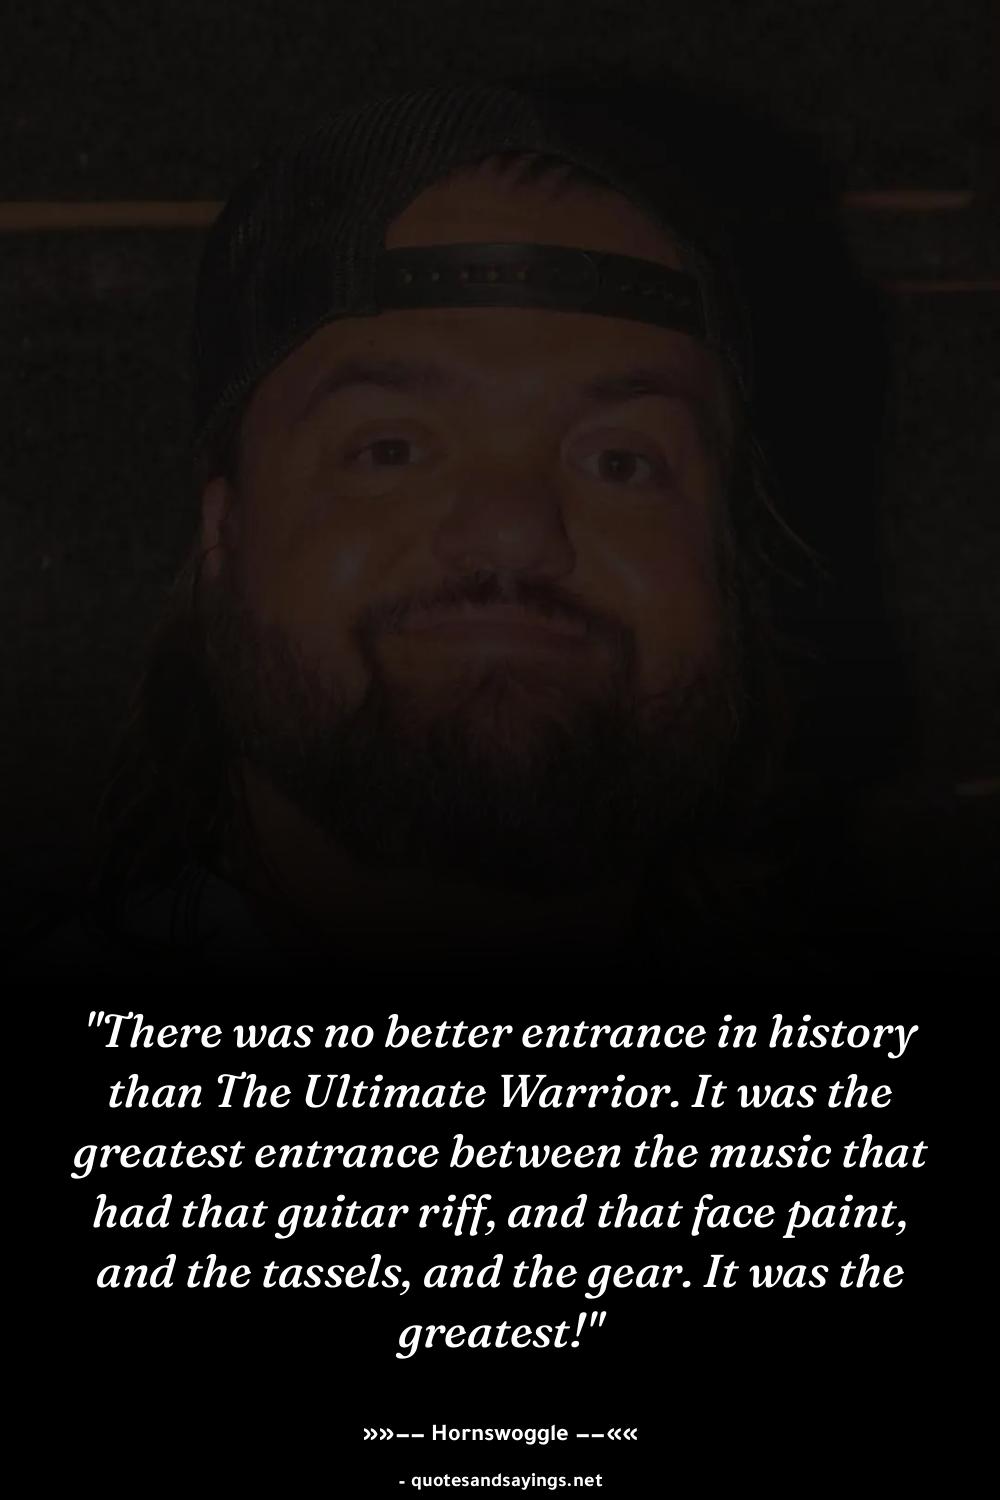 "There was no better entrance in history
than The Ultimate Warrior. It was the
greatest entrance between the music that
had that guitar riff, and that face paint,
and the tassels, and the gear. It was the
greatest!"
»»−− Hornswoggle −−««
- quotesandsayings.net